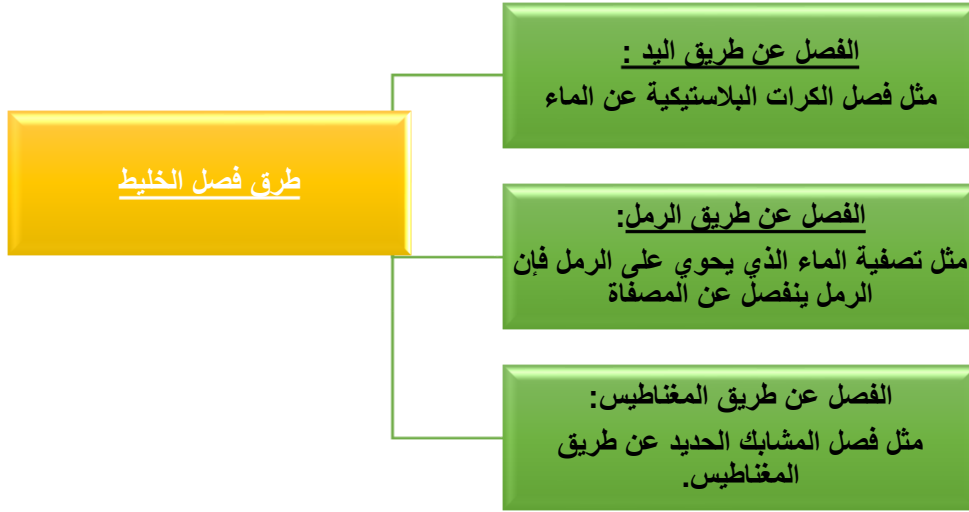 طرق فصل الخليط
الفصل عن طريق اليد :
مثل فصل الكرات البلاستيكية عن الماء
الفصل عن طريق الرمل:
مثل تصفية الماء الذي يحوي على الرمل فإن
الرمل ينفصل عن المصفاة
الفصل عن طريق المغناطيس:
مثل فصل المشابك الحديد عن طريق
المغناطيس.